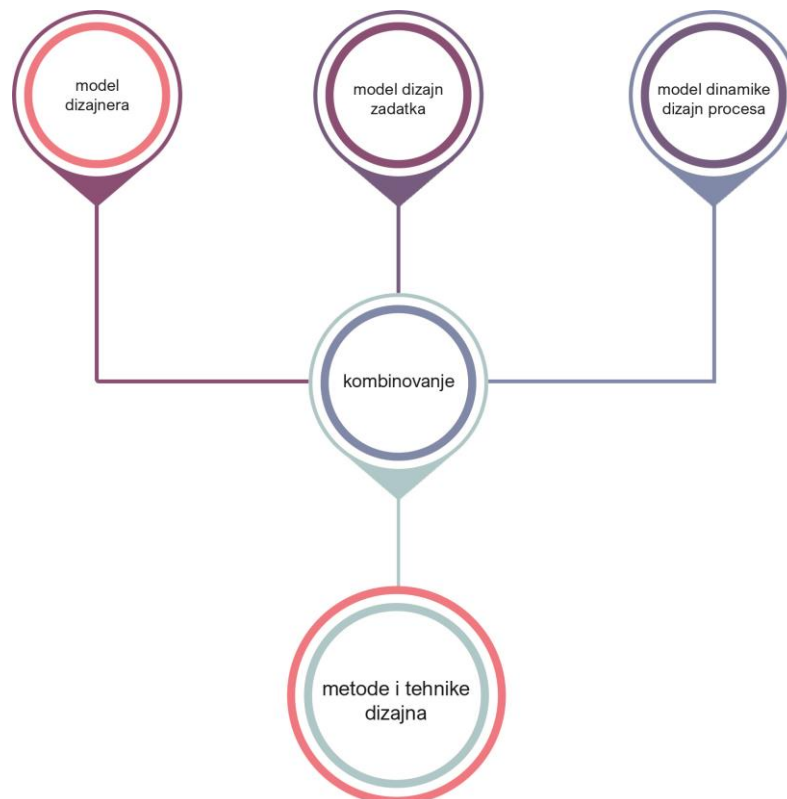 model
dizajnera
model dizajn
zadatka
model dinamike
dizajn procesa
kombinovanje
metode i tehnike
dizajna